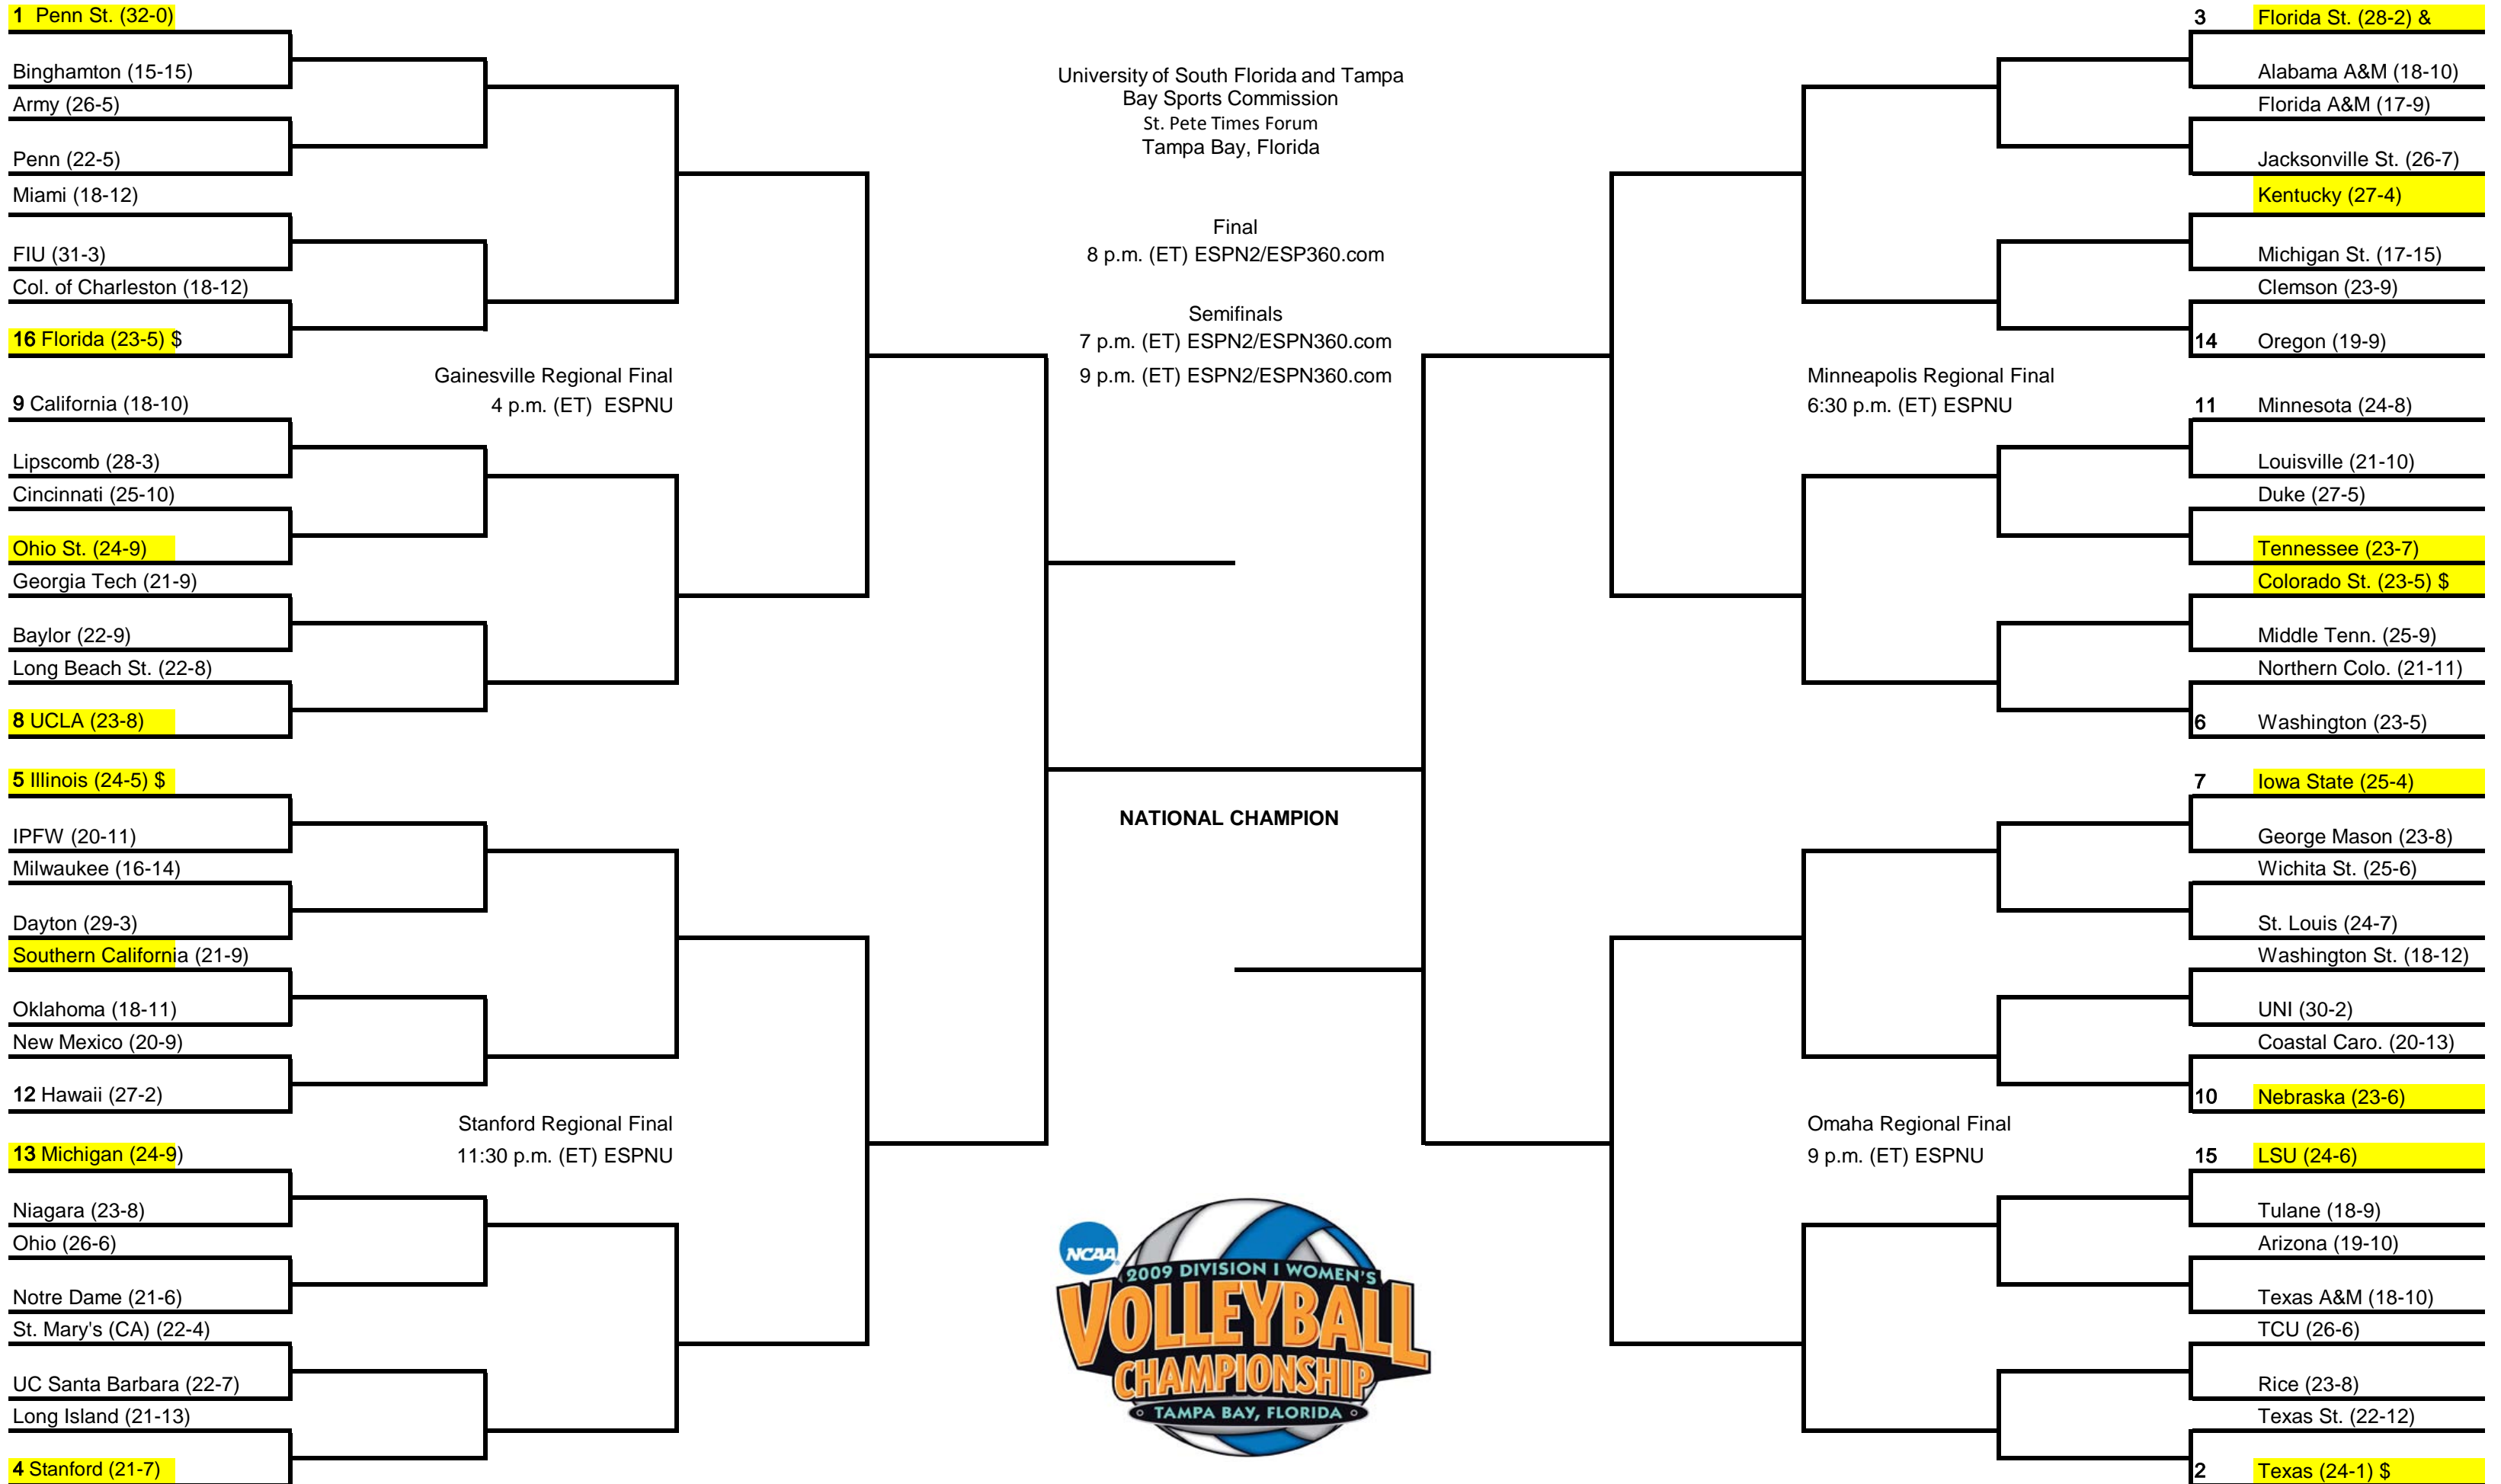 1 Penn St. (32-0)
Binghamton (15-15)
Army (26-5)
Penn (22-5)
Miami (18-12)
FIU (31-3)
Col. of Charleston (18-12)
16 Florida (23-5) $
Gainesville Regional Final
4 p.m. (ET) ESPNU
9 California (18-10)
Lipscomb (28-3)
Cincinnati (25-10)
Ohio St. (24-9)
Georgia Tech (21-9)
Baylor (22-9)
Long Beach St. (22-8)
8 UCLA (23-8)
5 Illinois (24-5) $
IPFW (20-11)
Milwaukee (16-14)
Dayton (29-3)
Southern California (21-9)
Oklahoma (18-11)
New Mexico (20-9)
12 Hawaii (27-2)
Stanford Regional Final
11:30 p.m. (ET) ESPNU
13 Michigan (24-9)
Niagara (23-8)
Ohio (26-6)
Notre Dame (21-6)
St. Mary's (CA) (22-4)
UC Santa Barbara (22-7)
Long Island (21-13)
4 Stanford (21-7)
University of South Florida and Tampa
Bay Sports Commission
St. Pete Times Forum
Tampa Bay, Florida
Final
8 p.m. (ET) ESPN2/ESP360.com
Semifinals
7 p.m. (ET) ESPN2/ESPN360.com
9 p.m. (ET) ESPN2/ESPN360.com
NATIONAL CHAMPION
NCAA
2009 DIVISION I WOMEN'S
VOLLEYBALL
CHAMPIONSHIP
TAMPA BAY, FLORIDA
3 Florida St. (28-2) &
Alabama A&M (18-10)
Florida A&M (17-9)
Jacksonville St. (26-7)
Kentucky (27-4)
Michigan St. (17-15)
Clemson (23-9)
14 Oregon (19-9)
Minneapolis Regional Final
6:30 p.m. (ET) ESPNU
11 Minnesota (24-8)
Louisville (21-10)
Duke (27-5)
Tennessee (23-7)
Colorado St. (23-5) $
Middle Tenn. (25-9)
Northern Colo. (21-11)
6 Washington (23-5)
7 Iowa State (25-4)
George Mason (23-8)
Wichita St. (25-6)
St. Louis (24-7)
Washington St. (18-12)
UNI (30-2)
Coastal Caro. (20-13)
10 Nebraska (23-6)
Omaha Regional Final
9 p.m. (ET) ESPNU
15 LSU (24-6)
Tulane (18-9)
Arizona (19-10)
Texas A&M (18-10)
TCU (26-6)
Rice (23-8)
Texas St. (22-12)
2 Texas (24-1) $